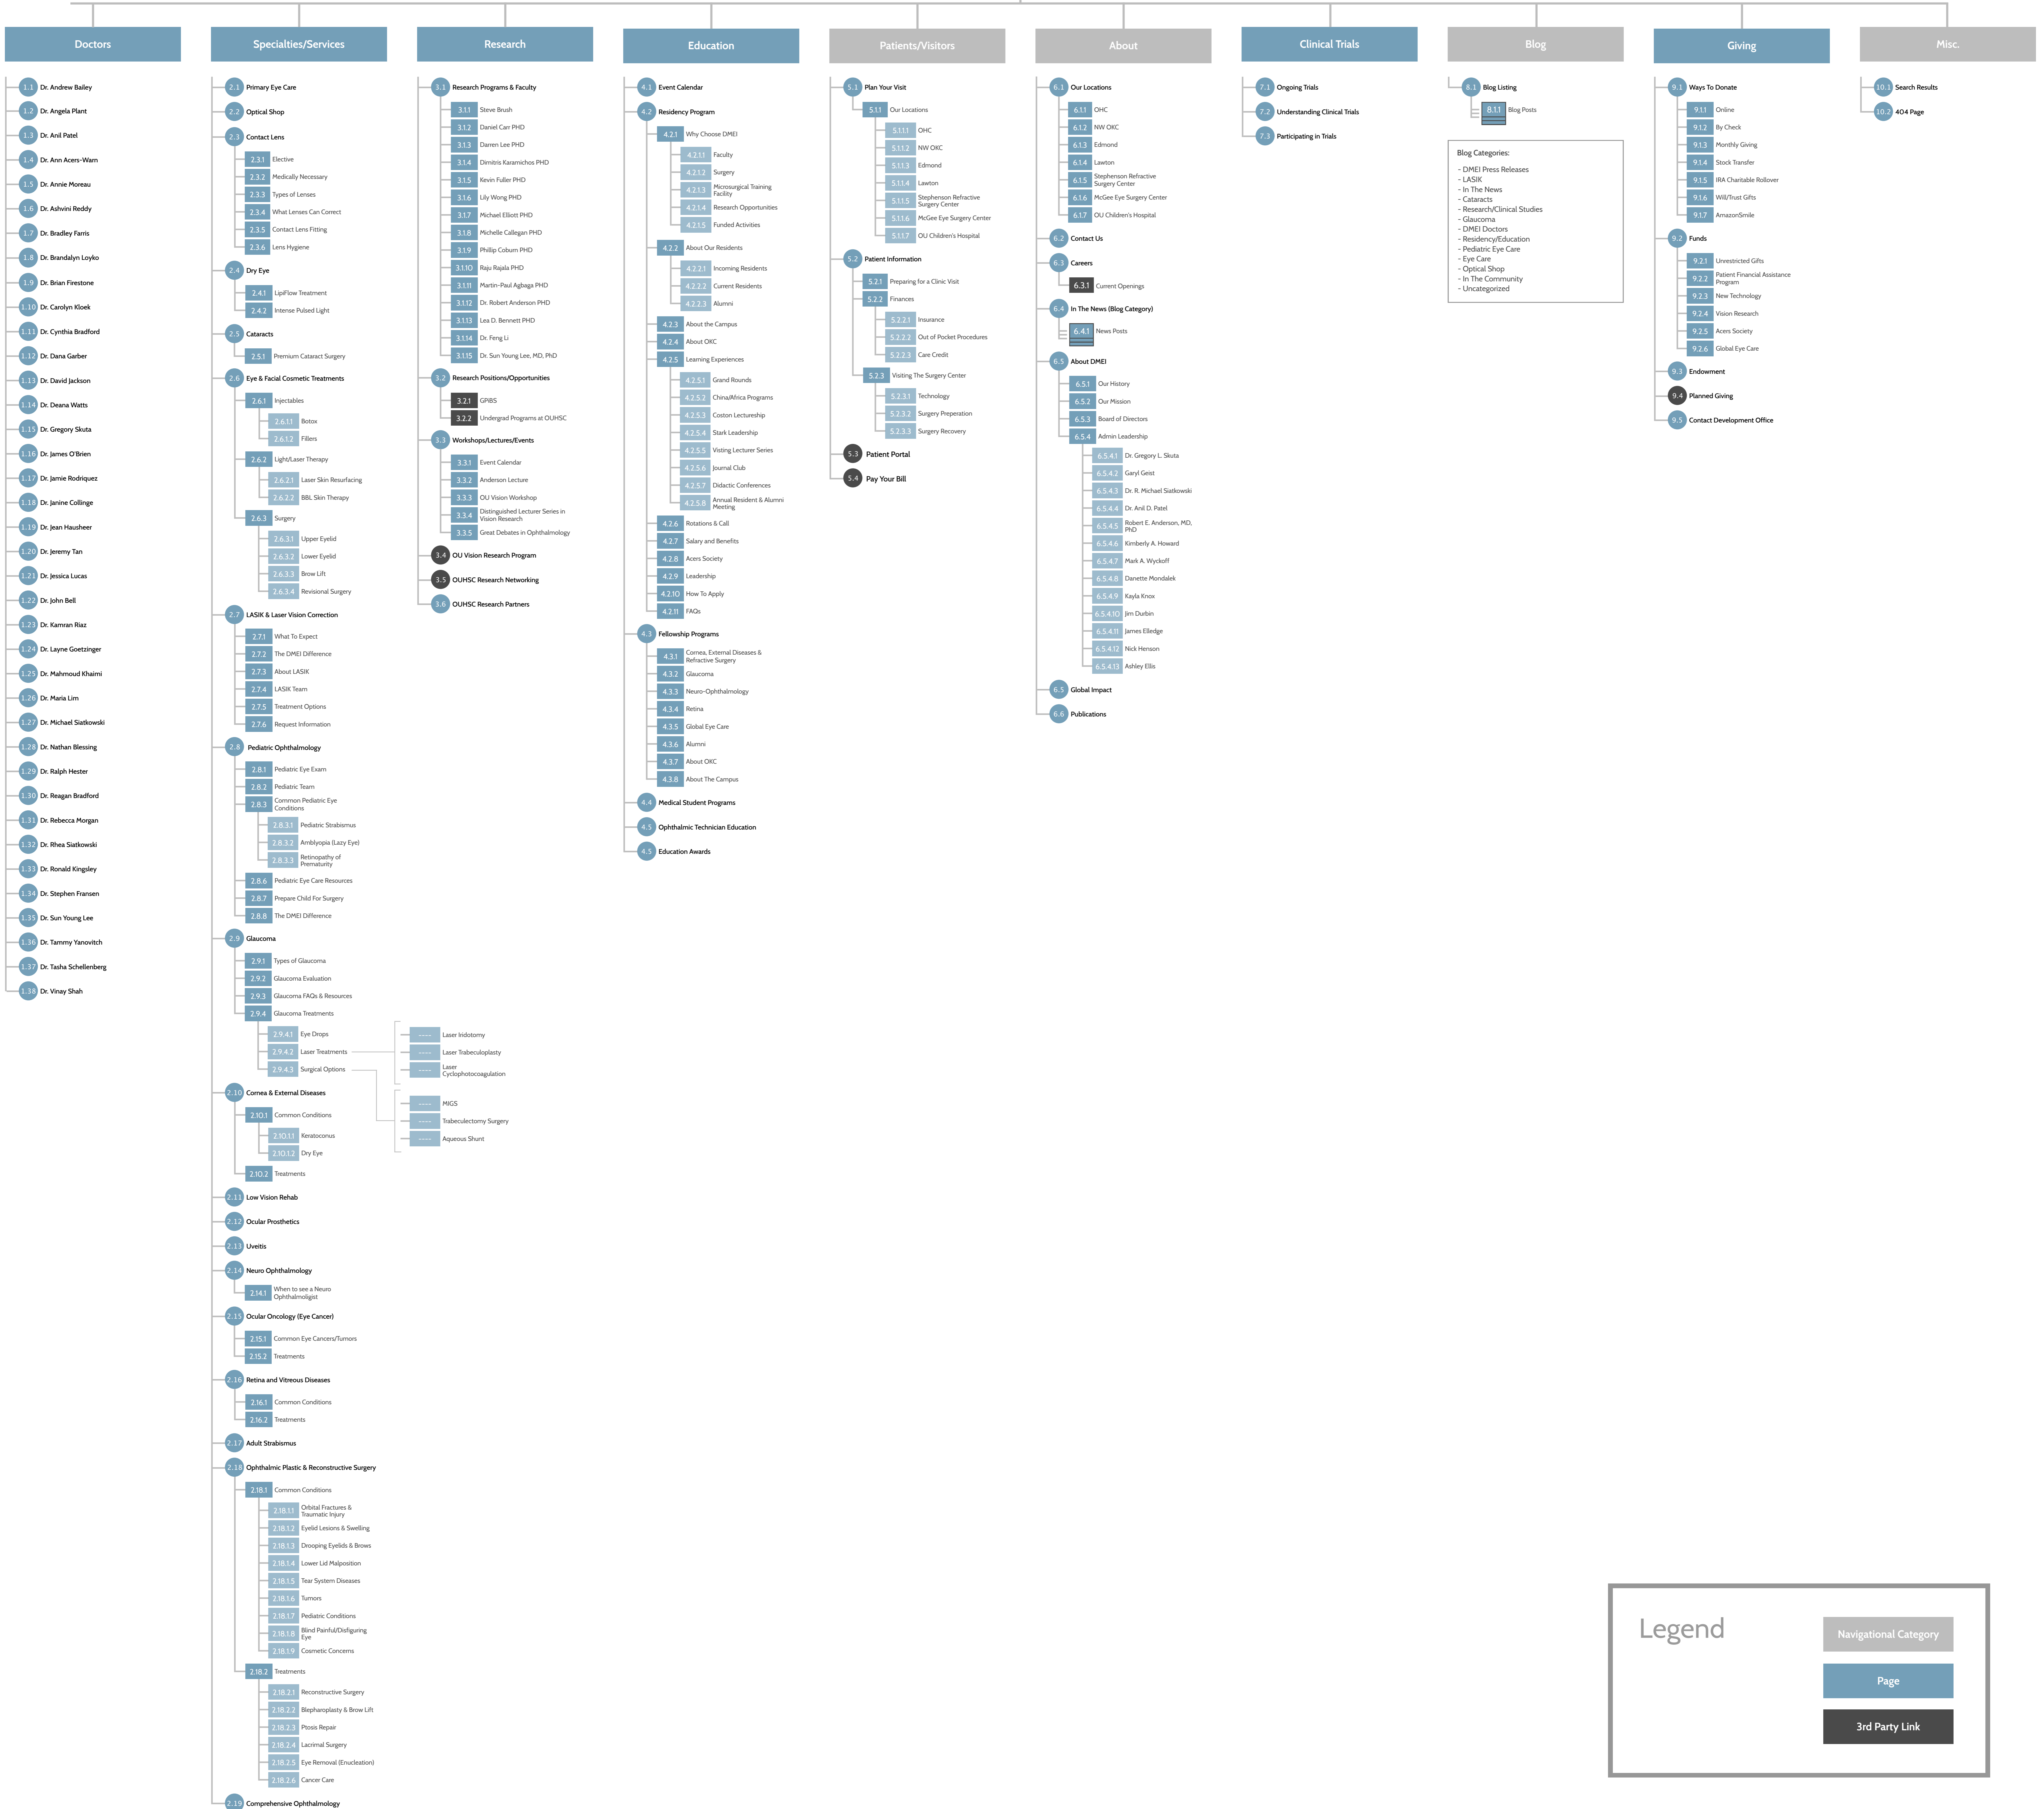 Doctors
1.1 Dr. Andrew Bailey
1.2 Dr. Angela Plant
1.3 Dr. Anil Patel
1.4 Dr. Ann Acers-Warn
1.5 Dr. Annie Moreau
1.6 Dr. Ashvini Reddy
1.7 Dr. Bradley Farris
1.8 Dr. Brandalyn Loyko
1.9 Dr. Brian Firestone
1.10 Dr. Carolyn Kloek
1.11 Dr. Cynthia Bradford
1.12 Dr. Dana Garber
1.13 Dr. David Jackson
1.14 Dr. Deana Watts
1.15 Dr. Gregory Skuta
1.16 Dr. James O'Brien
1.17 Dr. Jamie Rodriquez
1.18 Dr. Janine Collinge
1.19 Dr. Jean Hausheer
1.20 Dr. Jeremy Tan
1.21 Dr. Jessica Lucas
1.22 Dr. John Bell
1.23 Dr. Kamran Riaz
1.24 Dr. Layne Goetzinger
1.25 Dr. Mahmoud Khaimi
1.26 Dr. Maria Lim
1.27 Dr. Michael Siatkowski
1.28 Dr. Nathan Blessing
1.29 Dr. Ralph Hester
1.30 Dr. Reagan Bradford
1.31 Dr. Rebecca Morgan
1.32 Dr. Rhea Siatkowski
1.33 Dr. Ronald Kingsley
1.34 Dr. Stephen Fransen
1.35 Dr. Sun Young Lee
1.36 Dr. Tammy Yanovitch
1.37 Dr. Tasha Schellenberg
1.38 Dr. Vinay Shah
Specialties/Services
2.1 Primary Eye Care
2.2 Optical Shop
2.3 Contact Lens
2.3.1 Elective
2.3.2 Medically Necessary
2.3.3 Types of Lenses
2.3.4 What Lenses Can Correct
2.3.5 Contact Lens Fitting
2.3.6 Lens Hygiene
2.4 Dry Eye
2.4.1 LipiFlow Treatment
2.4.2 Intense Pulsed Light
2.5 Cataracts
2.5.1 Premium Cataract Surgery
2.6 Eye & Facial Cosmetic Treatments
2.6.1 Injectables
2.6.1.1 Botox
2.6.1.2 Fillers
2.6.2 Light/Laser Therapy
2.6.2.1 Laser Skin Resurfacing
2.6.2.2 BBL Skin Therapy
2.6.3 Surgery
2.6.3.1 Upper Eyelid
2.6.3.2 Lower Eyelid
2.6.3.3 Brow Lift
2.6.3.4 Revisional Surgery
2.7 LASIK & Laser Vision Correction
2.7.1 What To Expect
2.7.2 The DMEI Difference
2.7.3 About LASIK
2.7.4 LASIK Team
2.7.5 Treatment Options
2.7.6 Request Information
2.8 Pediatric Ophthalmology
2.8.1 Pediatric Eye Exam
2.8.2 Pediatric Team
2.8.3 Common Pediatric Eye
Conditions
2.8.3.1 Pediatric Strabismus
2.8.3.2 Amblyopia (Lazy Eye)
2.8.3.3 Retinopathy of
Prematurity
2.8.6 Pediatric Eye Care Resources
2.8.7 Prepare Child For Surgery
2.8.8 The DMEI Difference
2.9 Glaucoma
2.9.1 Types of Glaucoma
2.9.2 Glaucoma Evaluation
2.9.3 Glaucoma FAQs & Resources
2.9.4 Glaucoma Treatments
2.9.4.1 Eye Drops
2.9.4.2 Laser Treatments
2.9.4.3 Surgical Options
---- Laser Iridotomy
---- Laser Trabeculoplasty
---- Laser
Cyclophotocoagulation
---- MIGS
---- Trabeculectomy Surgery
---- Aqueous Shunt
2.10 Cornea & External Diseases
2.10.1 Common Conditions
2.10.1.1 Keratoconus
2.10.1.2 Dry Eye
2.10.2 Treatments
2.11 Low Vision Rehab
2.12 Ocular Prosthetics
2.13 Uveitis
2.14 Neuro Ophthalmology
2.14.1 When to see a Neuro
Ophthalmoligist
2.15 Ocular Oncology (Eye Cancer)
2.15.1 Common Eye Cancers/Tumors
2.15.2 Treatments
2.16 Retina and Vitreous Diseases
2.16.1 Common Conditions
2.16.2 Treatments
2.17 Adult Strabismus
2.18 Ophthalmic Plastic & Reconstructive Surgery
2.18.1 Common Conditions
2.18.1.1 Orbital Fractures &
Traumatic Injury
2.18.1.2 Eyelid Lesions & Swelling
2.18.1.3 Drooping Eyelids & Brows
2.18.1.4 Lower Lid Malposition
2.18.1.5 Tear System Diseases
2.18.1.6 Tumors
2.18.1.7 Pediatric Conditions
2.18.1.8 Blind Painful/Disfiguring
Eye
2.18.1.9 Cosmetic Concerns
2.18.2 Treatments
2.18.2.1 Reconstructive Surgery
2.18.2.2 Blepharoplasty & Brow Lift
2.18.2.3 Ptosis Repair
2.18.2.4 Lacrimal Surgery
2.18.2.5 Eye Removal (Enucleation)
2.18.2.6 Cancer Care
2.19 Comprehensive Ophthalmology
Research
3.1 Research Programs & Faculty
3.1.1 Steve Brush
3.1.2 Daniel Carr PHD
3.1.3 Darren Lee PHD
3.1.4 Dimitris Karamichos PHD
3.1.5 Kevin Fuller PHD
3.1.6 Lily Wong PHD
3.1.7 Michael Elliott PHD
3.1.8 Michelle Callegan PHD
3.1.9 Phillip Coburn PHD
3.1.10 Raju Rajala PHD
3.1.11 Martin-Paul Agbaga PHD
3.1.12 Dr. Robert Anderson PHD
3.1.13 Lea D. Bennett PHD
3.1.14 Dr. Feng Li
3.1.15 Dr. Sun Young Lee, MD, PhD
3.2 Research Positions/Opportunities
3.2.1 GPiBS
3.2.2 Undergrad Programs at OUHSC
3.3 Workshops/Lectures/Events
3.3.1 Event Calendar
3.3.2 Anderson Lecture
3.3.3 OU Vision Workshop
3.3.4 Distinguished Lecturer Series in
Vision Research
3.3.5 Great Debates in Ophthalmology
3.4 OU Vision Research Program
3.5 OUHSC Research Networking
3.6 OUHSC Research Partners
Education
4.1 Event Calendar
4.2 Residency Program
4.2.1 Why Choose DMEI
4.2.1.1 Faculty
4.2.1.2 Surgery
4.2.1.3 Microsurgical Training
Facility
4.2.1.4 Research Opportunities
4.2.1.5 Funded Activities
4.2.2 About Our Residents
4.2.2.1 Incoming Residents
4.2.2.2 Current Residents
4.2.2.3 Alumni
4.2.3 About the Campus
4.2.4 About OKC
4.2.5 Learning Experiences
4.2.5.1 Grand Rounds
4.2.5.2 China/Africa Programs
4.2.5.3 Coston Lectureship
4.2.5.4 Stark Leadership
4.2.5.5 Visting Lecturer Series
4.2.5.6 Journal Club
4.2.5.7 Didactic Conferences
4.2.5.8 Annual Resident & Alumni
Meeting
4.2.6 Rotations & Call
4.2.7 Salary and Benefits
4.2.8 Acers Society
4.2.9 Leadership
4.2.10 How To Apply
4.2.11 FAQs
4.3 Fellowship Programs
4.3.1 Cornea, External Diseases &
Refractive Surgery
4.3.2 Glaucoma
4.3.3 Neuro-Ophthalmology
4.3.4 Retina
4.3.5 Global Eye Care
4.3.6 Alumni
4.3.7 About OKC
4.3.8 About The Campus
4.4 Medical Student Programs
4.5 Ophthalmic Technician Education
4.5 Education Awards
Patients/Visitors
5.1 Plan Your Visit
5.1.1 Our Locations
5.1.1.1 OHC
5.1.1.2 NW OKC
5.1.1.3 Edmond
5.1.1.4 Lawton
5.1.1.5 Stephenson Refractive
Surgery Center
5.1.1.6 McGee Eye Surgery Center
5.1.1.7 OU Children's Hospital
5.2 Patient Information
5.2.1 Preparing for a Clinic Visit
5.2.2 Finances
5.2.2.1 Insurance
5.2.2.2 Out of Pocket Procedures
5.2.2.3 Care Credit
5.2.3 Visiting The Surgery Center
5.2.3.1 Technology
5.2.3.2 Surgery Preperation
5.2.3.3 Surgery Recovery
5.3 Patient Portal
5.4 Pay Your Bill
About
6.1 Our Locations
6.1.1 OHC
6.1.2 NW OKC
6.1.3 Edmond
6.1.4 Lawton
6.1.5 Stephenson Refractive
Surgery Center
6.1.6 McGee Eye Surgery Center
6.1.7 OU Children's Hospital
6.2 Contact Us
6.3 Careers
6.3.1 Current Openings
6.4 In The News (Blog Category)
6.4.1 News Posts
6.5 About DMEI
6.5.1 Our History
6.5.2 Our Mission
6.5.3 Board of Directors
6.5.4 Admin Leadership
6.5.4.1 Dr. Gregory L. Skuta
6.5.4.2 Garyl Geist
6.5.4.3 Dr. R. Michael Siatkowski
6.5.4.4 Dr. Anil D. Patel
6.5.4.5 Robert E. Anderson, MD,
PhD
6.5.4.6 Kimberly A. Howard
6.5.4.7 Mark A. Wyckoff
6.5.4.8 Danette Mondalek
6.5.4.9 Kayla Knox
6.5.4.10 Jim Durbin
6.5.4.11 James Elledge
6.5.4.12 Nick Henson
6.5.4.13 Ashley Ellis
6.5 Global Impact
6.6 Publications
Clinical Trials
7.1 Ongoing Trials
7.2 Understanding Clinical Trials
7.3 Participating in Trials
Blog
8.1 Blog Listing
8.1.1 Blog Posts
Blog Categories:
- DMEI Press Releases
- LASIK
- In The News
- Cataracts
- Research/Clinical Studies
- Glaucoma
- DMEI Doctors
- Residency/Education
- Pediatric Eye Care
- Eye Care
- Optical Shop
- In The Community
- Uncategorized
Giving
9.1 Ways To Donate
9.1.1 Online
9.1.2 By Check
9.1.3 Monthly Giving
9.1.4 Stock Transfer
9.1.5 IRA Charitable Rollover
9.1.6 Will/Trust Gifts
9.1.7 AmazonSmile
9.2 Funds
9.2.1 Unrestricted Gifts
9.2.2 Patient Financial Assistance
Program
9.2.3 New Technology
9.2.4 Vision Research
9.2.5 Acers Society
9.2.6 Global Eye Care
9.3 Endowment
9.4 Planned Giving
9.5 Contact Development Office
Misc.
10.1 Search Results
10.2 404 Page
Legend
Navigational Category
Page
3rd Party Link